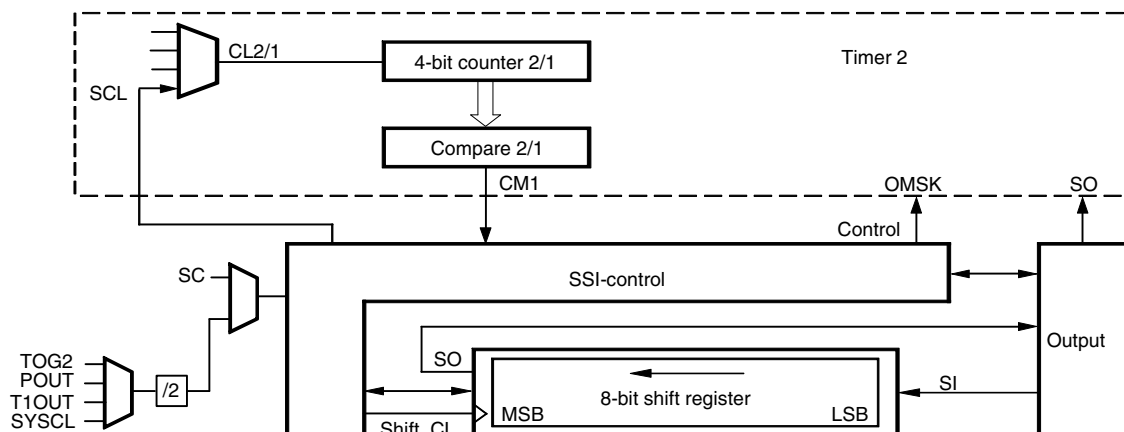 CL2/1
4-bit counter 2/1
Timer 2
SCL
Compare 2/1
CM1
OMSK
SO
Control
SC
SSI-control
TOG2
POUT
T1OUT
SYSCL
/2
SO
Output
SI
8-bit shift register
MSB
LSB
Shift_CL